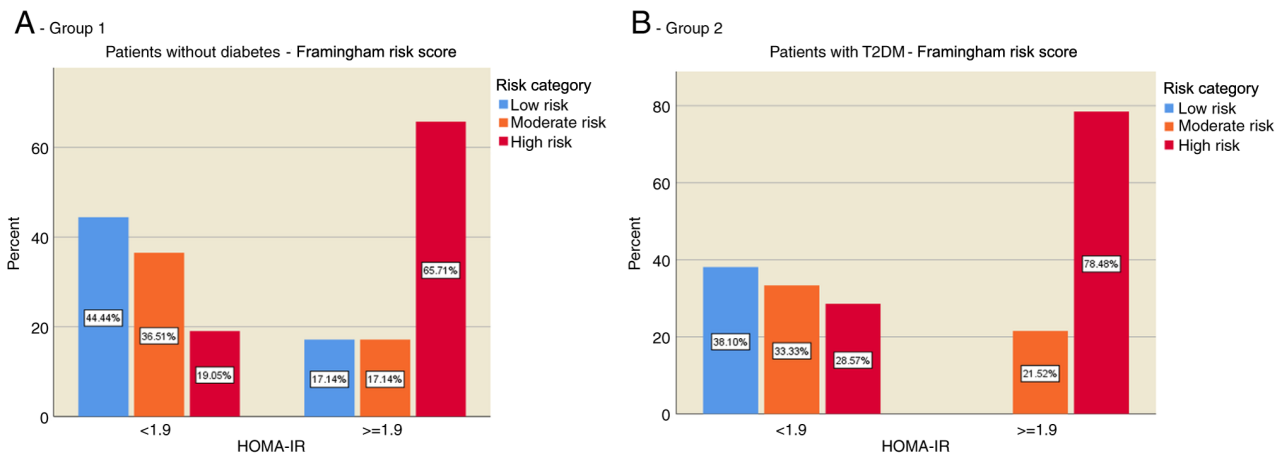 A - Group 1
Patients without diabetes - Framingham risk score
Risk category
Low risk
Moderate risk
High risk
Percent
60
40
20
0
44.44%
36.51%
19.05%
17.14%
17.14%
65.71%
<1.9
>=1.9
HOMA-IR
B - Group 2
Patients with T2DM - Framingham risk score
Risk category
Low risk
Moderate risk
High risk
Percent
80
60
40
20
0
38.10%
33.33%
28.57%
21.52%
78.48%
<1.9
>=1.9
HOMA-IR